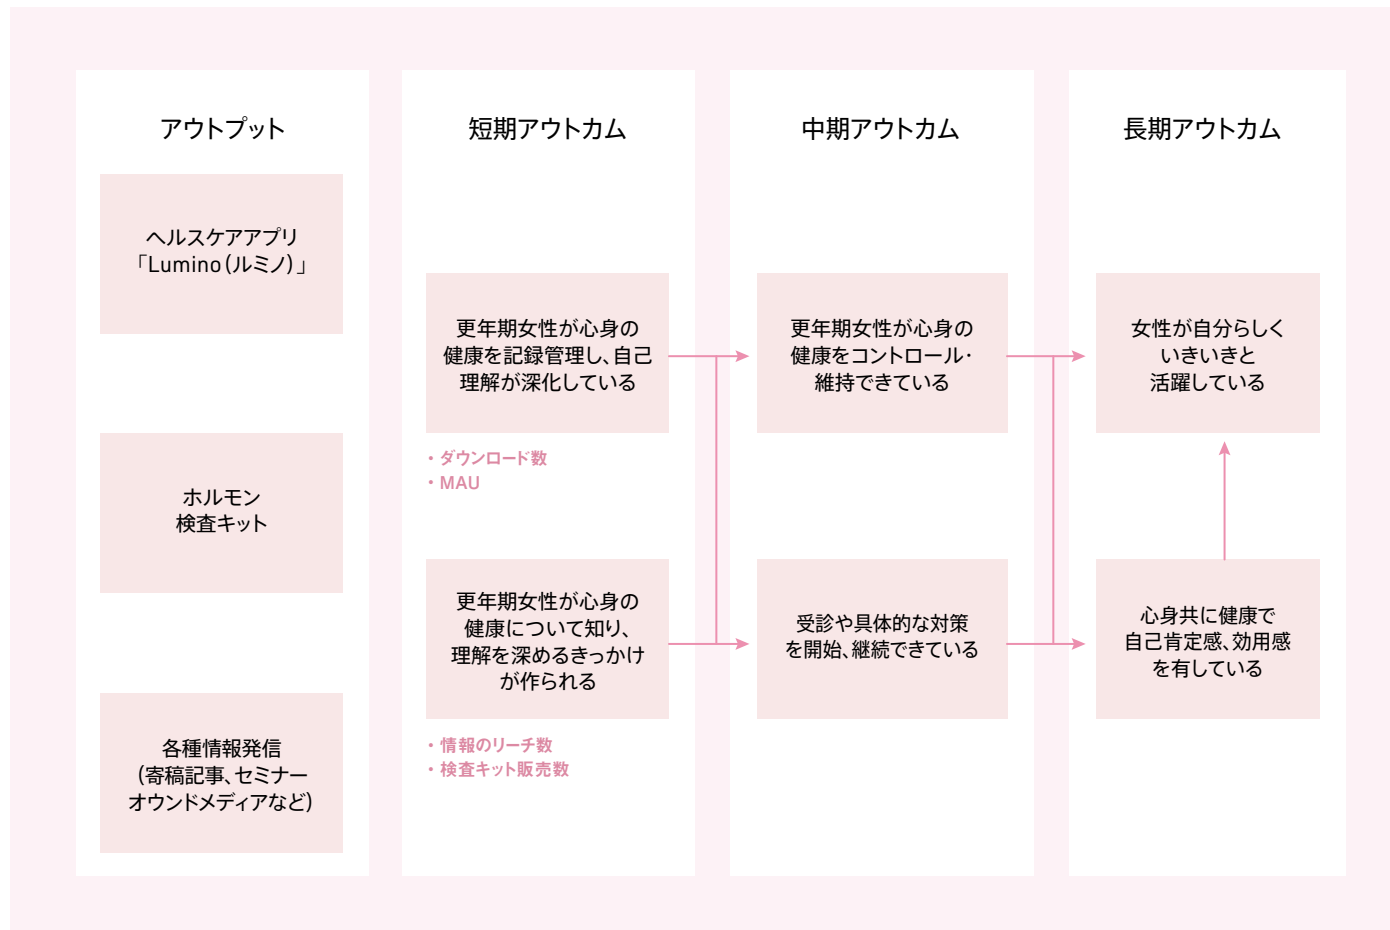 アウトプット
ヘルスケアアプリ
「Lumino（ルミノ）」
ホルモン
検査キット
各種情報発信
（寄稿記事、セミナー
オウンドメディアなど）
短期アウトカム
更年期女性が心身の
健康を記録管理し、自己
理解が深化している
・ダウンロード数
・MAU
更年期女性が心身の
健康について知り、
理解を深めるきっかけ
が作られる
・情報のリーチ数
・検査キット販売数
中期アウトカム
更年期女性が心身の
健康をコントロール・
維持できている
受診や具体的な対策
を開始、継続できている
長期アウトカム
女性が自分らしく
いきいきと
活躍している
心身共に健康で
自己肯定感、効用感
を有している